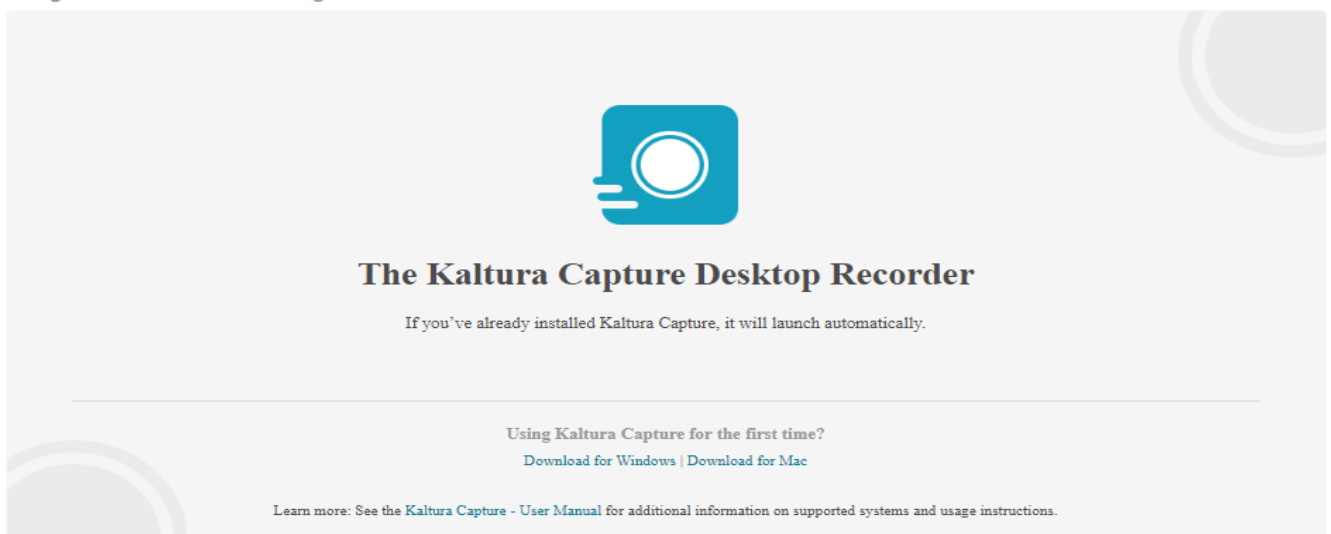 The Kaltura Capture Desktop Recorder
If you've already installed Kaltura Capture, it will launch automatically.
Using Kaltura Capture for the first time?
Download for Windows | Download for Mac
Learn more: See the Kaltura Capture - User Manual for additional information on supported systems and usage instructions.